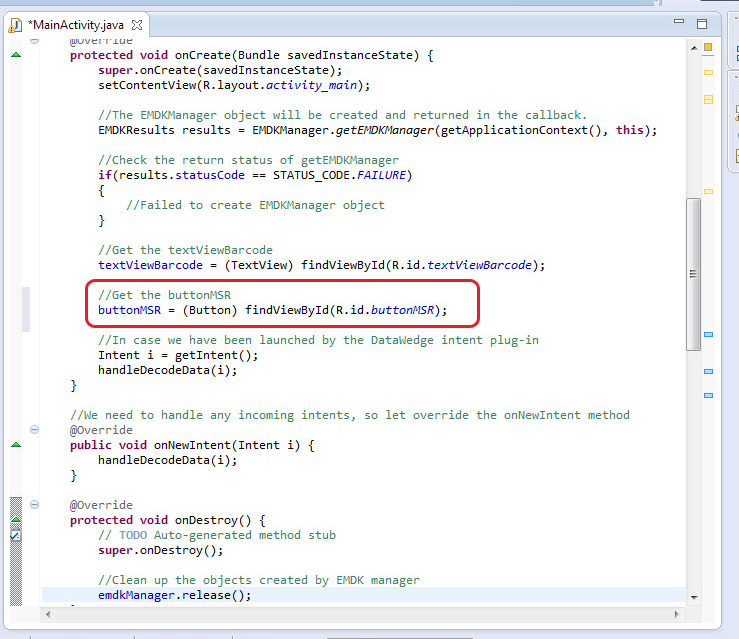 *MainActivity.java
@Override
protected void onCreate(Bundle savedInstanceState) {
super.onCreate(savedInstanceState);
setContentView(R.layout.activity_main);
//The EMDKManager object will be created and returned in the callback.
EMDKResults results = EMDKManager.getEMDKManager(getApplicationContext(), this);
//Check the return status of getEMDKManager
if(results.statusCode == STATUS_CODE.FAILURE)
{
//Failed to create EMDKManager object
}
//Get the textViewBarcode
textViewBarcode = (TextView) findViewById(R.id.textViewBarcode);
//Get the buttonMSR
buttonMSR = (Button) findViewById(R.id.buttonMSR);
//In case we have been launched by the DataWedge intent plug-in
Intent i = getIntent();
handleDecodeData(i);
}
//We need to handle any incoming intents, so let override the onNewIntent method
@Override
public void onNewIntent(Intent i) {
handleDecodeData(i);
}
@Override
protected void onDestroy() {
// TODO Auto-generated method stub
super.onDestroy();
//Clean up the objects created by EMDK manager
emdkManager.release();